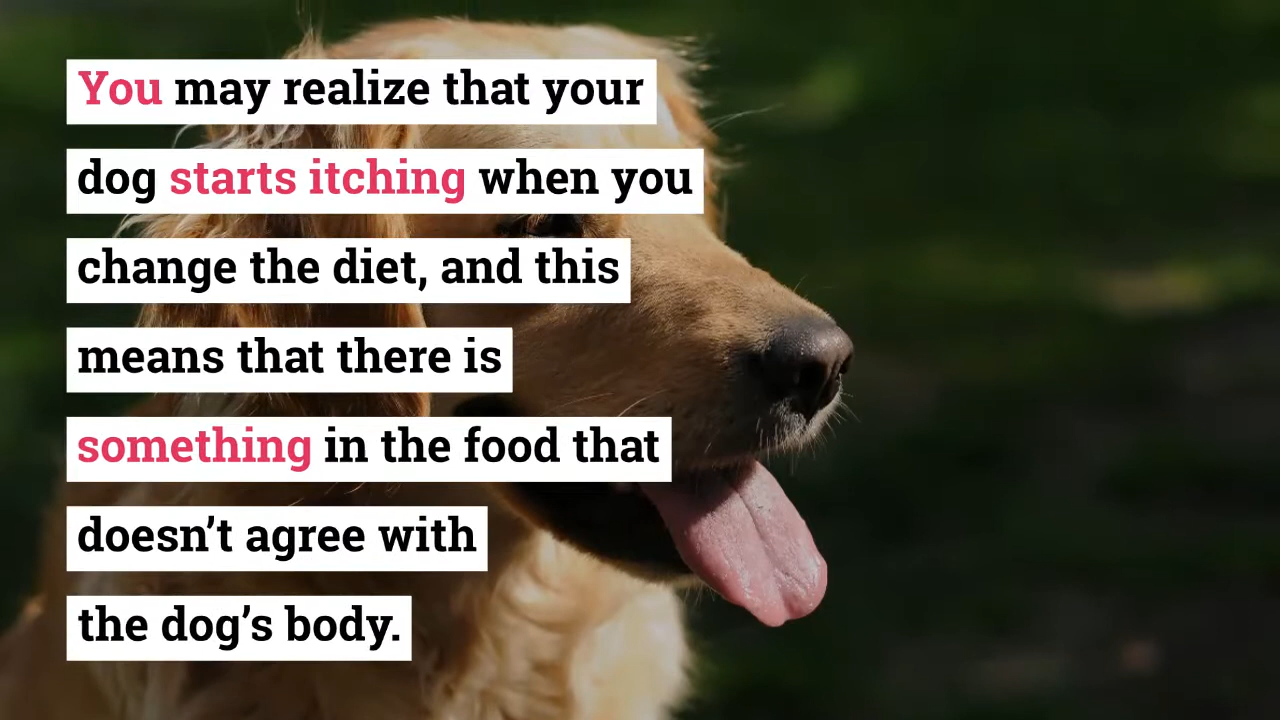 You may realize that your
dog starts itching when you
change the diet, and this
means that there is
something in the food that
doesn’t agree with
the dog’s body.